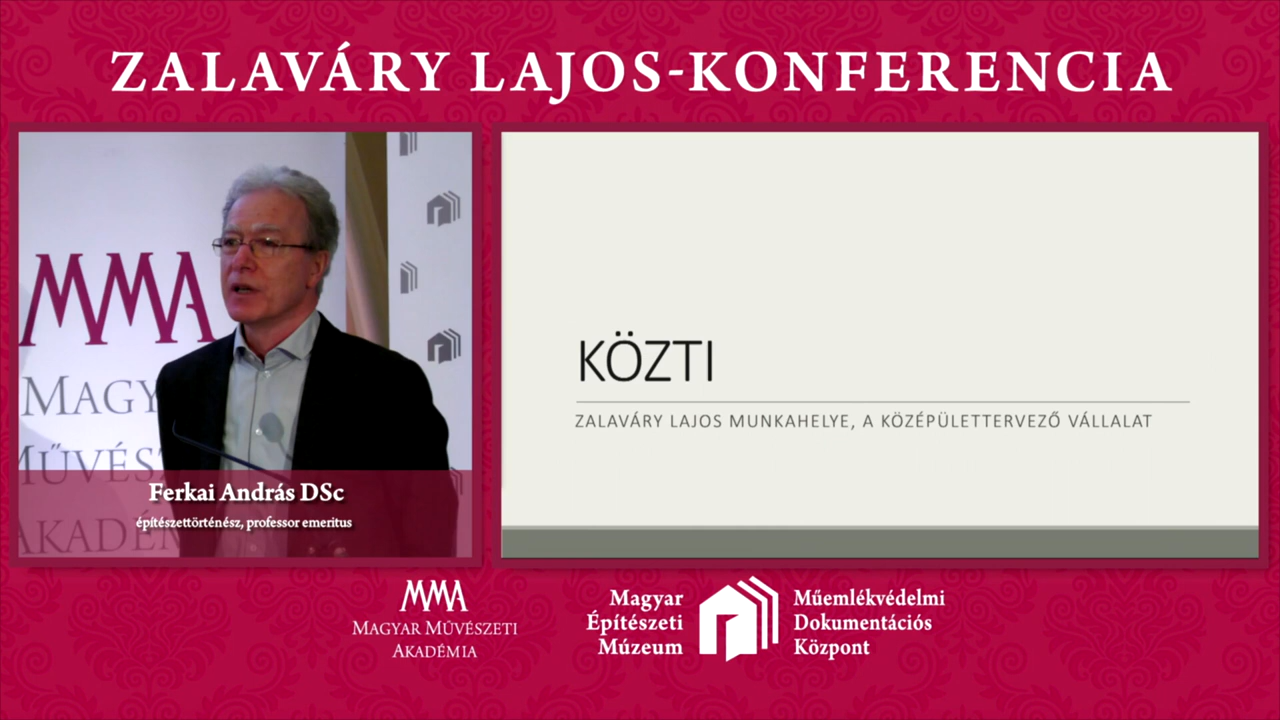 ZALAVÁRY LAJOS-KONFERENCIA
MMA
MAGY
MŰVÉS
AKADÉM
Ferkai András DSc
építészettörténész, professor emeritus
KÖZTI
ZALAVÁRY LAJOS MUNKAHELYE, A KÖZÉPÜLETTERVEZŐ VÁLLALAT
MMA
MAGYAR MŰVÉSZETI
AKADÉMIA
Magyar
Építészeti
Múzeum
Műemlékvédelmi
Dokumentációs
Központ